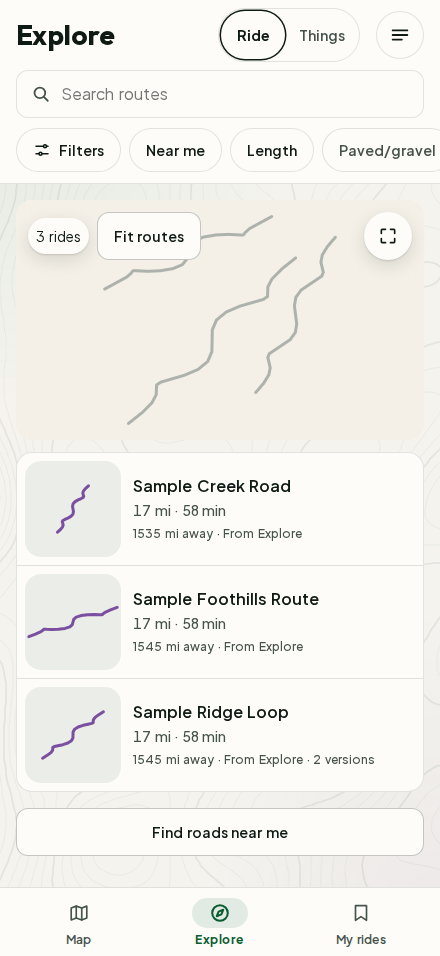 Explore
Ride
Things
Search routes
Filters
Near me
Length
Paved/gravel
3 rides
Fit routes
Sample Creek Road
17 mi · 58 min
1535 mi away · From Explore
Sample Foothills Route
17 mi · 58 min
1545 mi away · From Explore
Sample Ridge Loop
17 mi · 58 min
1545 mi away · From Explore · 2 versions
Find roads near me
Map
Explore
My rides